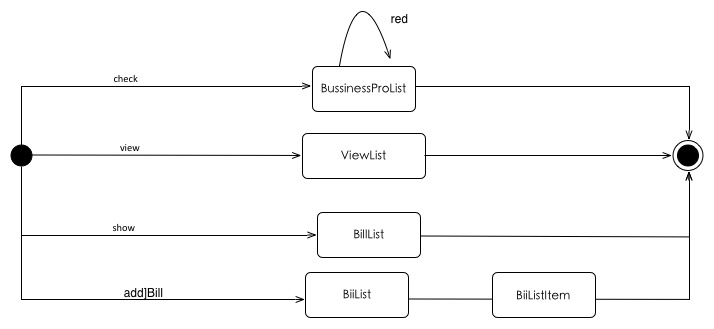 red
check
BussinessProList
view
ViewList
show
BillList
add]Bill
BiiList
BiiListItem